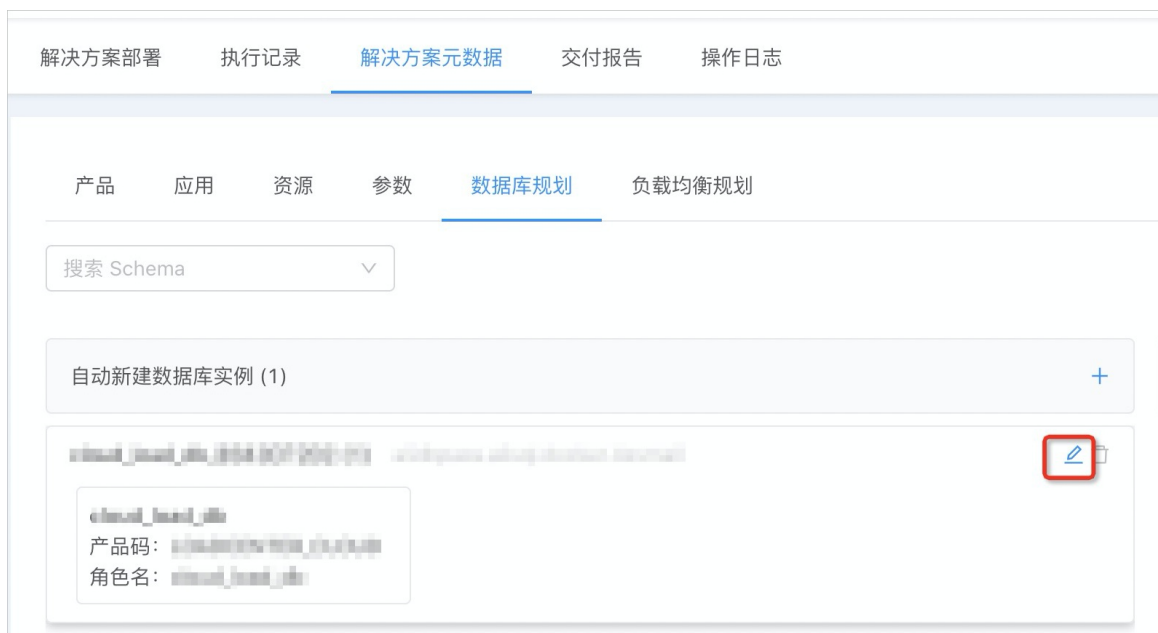 解决方案部署 执行记录 解决方案元数据 交付报告 操作日志
产品 应用 资源 参数 数据库规划 负载均衡规划
搜索 Schema
自动新建数据库实例 (1)
产品码：
角色名：